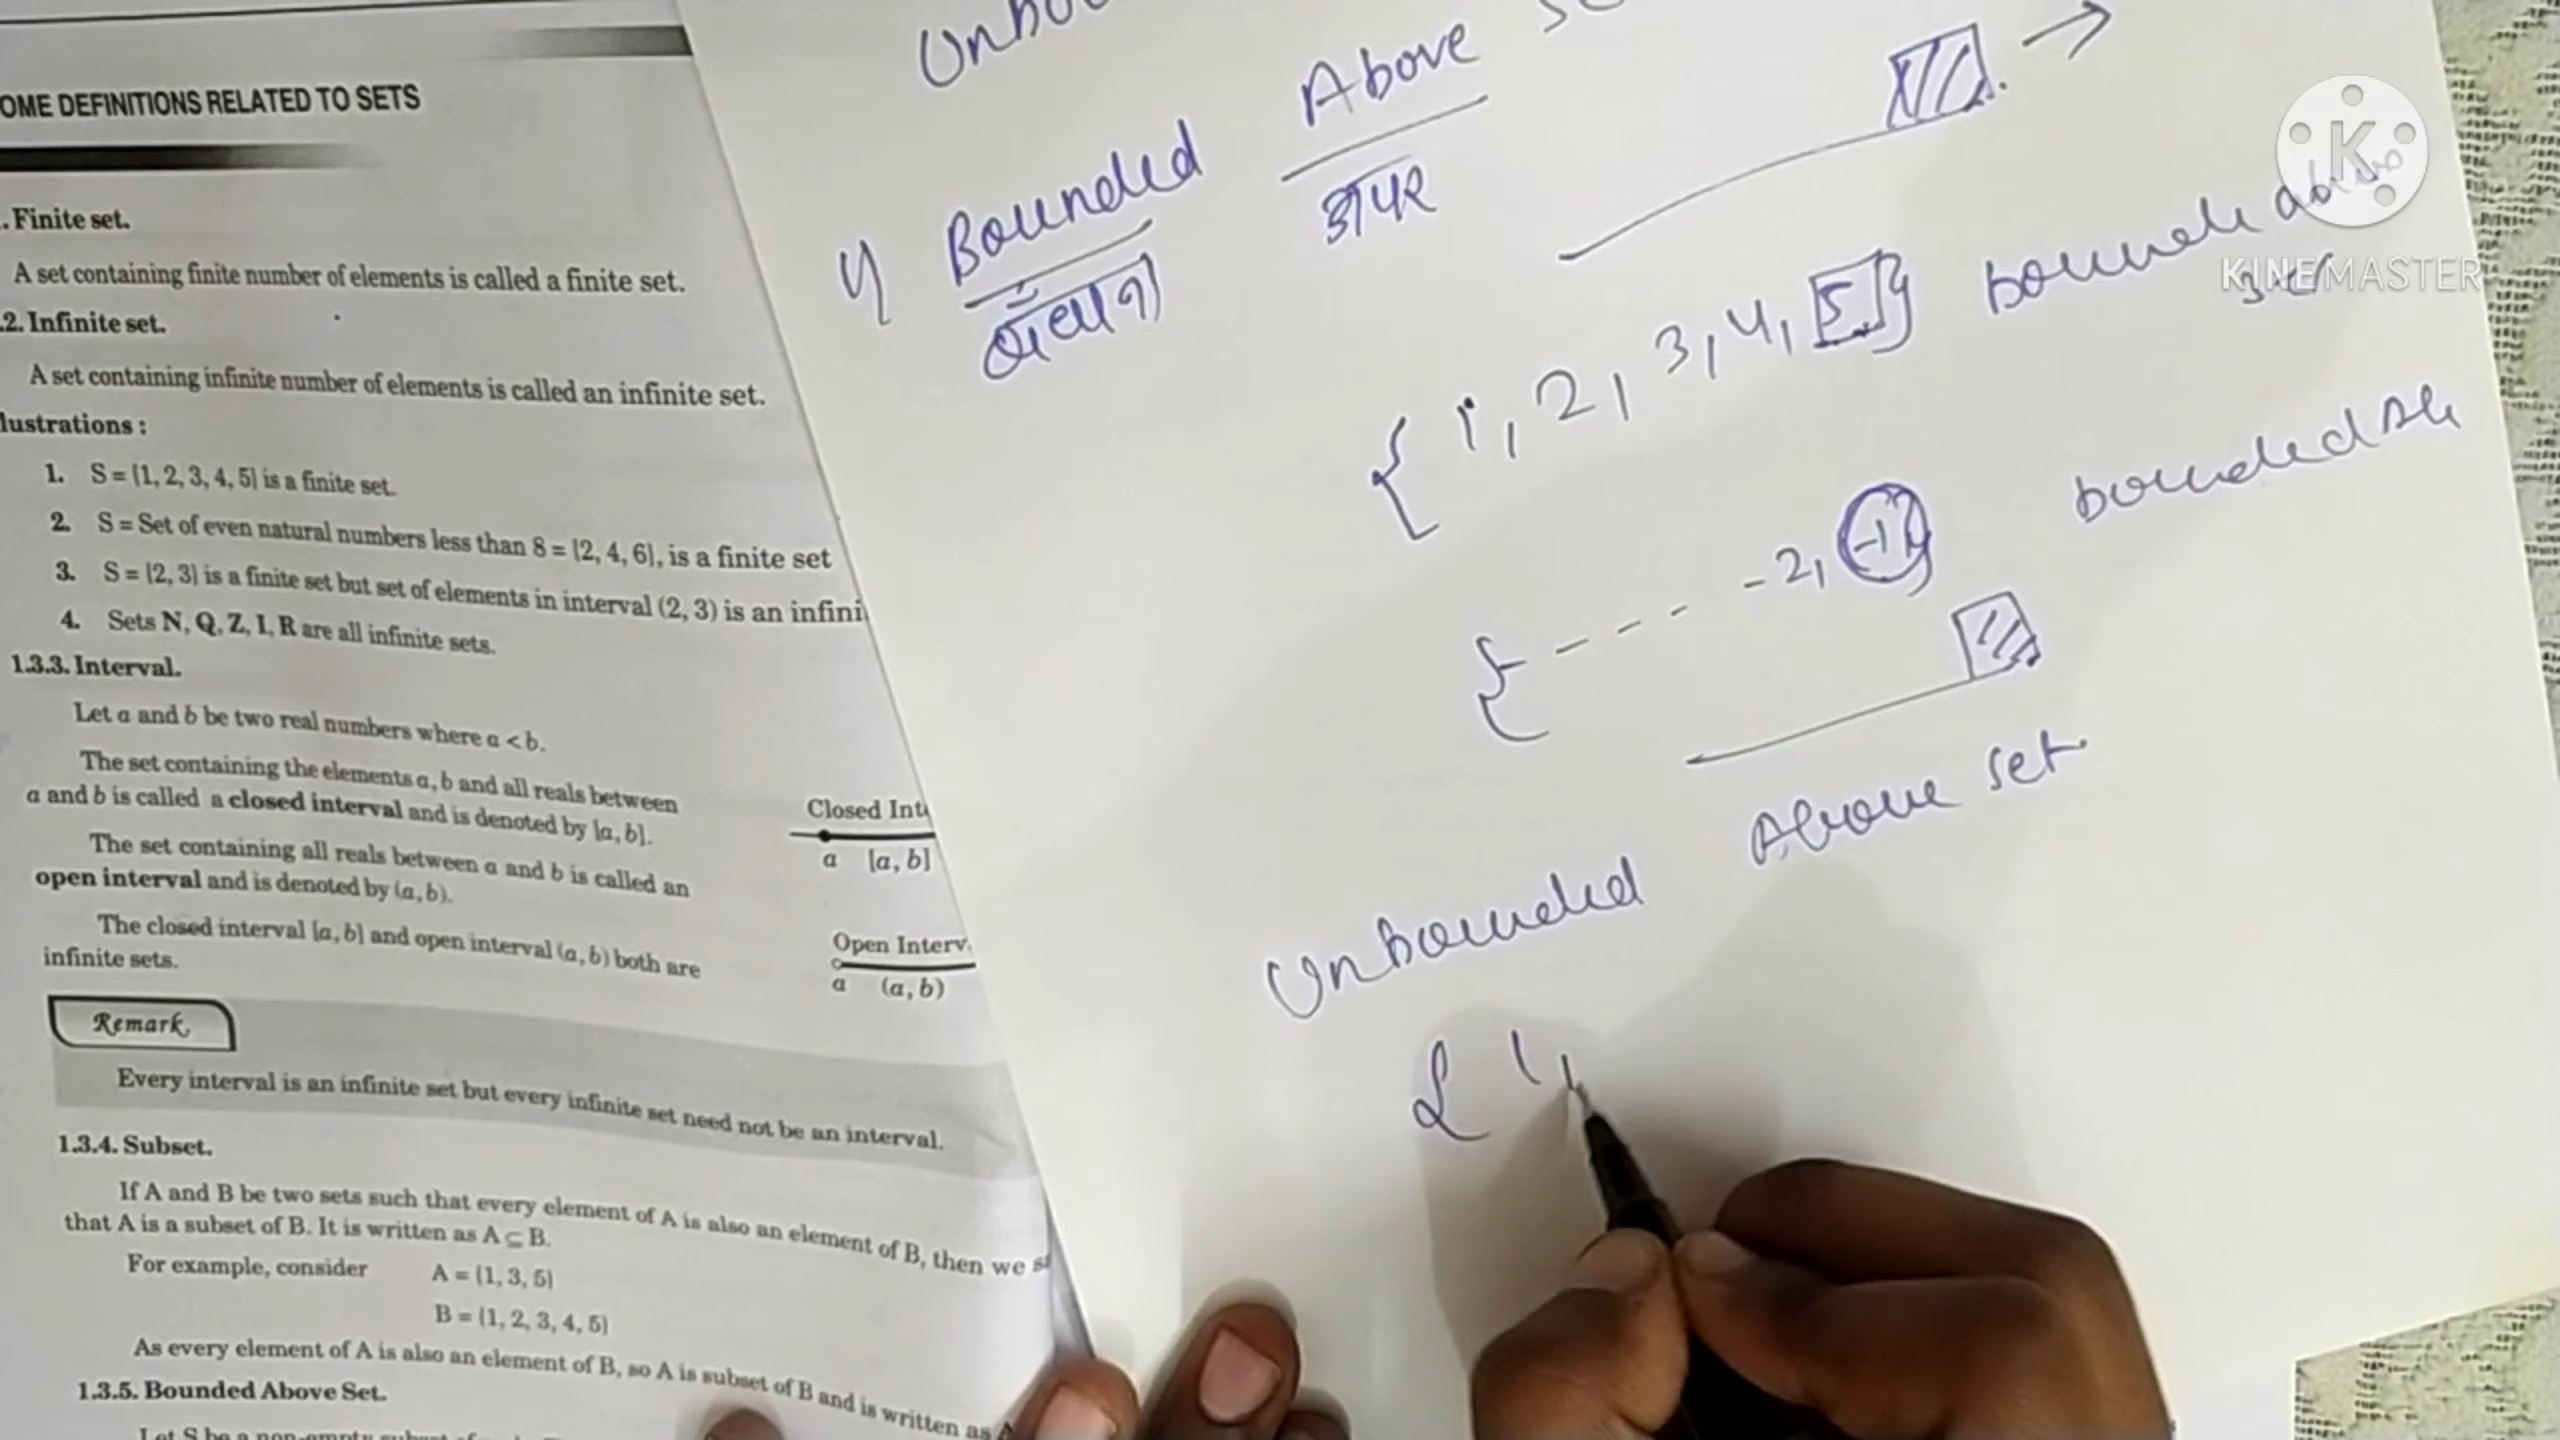 OME DEFINITIONS RELATED TO SETS
. Finite set.
A set containing finite number of elements is called a finite set.
.2. Infinite set.
A set containing infinite number of elements is called an infinite set.
lustrations :
1. S = {1, 2, 3, 4, 5} is a finite set.
2. S = Set of even natural numbers less than 8 = {2, 4, 6}, is a finite set
3. S = {2, 3} is a finite set but set of elements in interval (2, 3) is an infini
4. Sets N, Q, Z, I, R are all infinite sets.
1.3.3. Interval.
Let a and b be two real numbers where a < b.
The set containing the elements a, b and all reals between
a and b is called a closed interval and is denoted by [a, b].
The set containing all reals between a and b is called an
open interval and is denoted by (a, b).
The closed interval [a, b] and open interval (a, b) both are
infinite sets.
Closed Int
a [a, b]
Open Interv
a (a, b)
Remark
Every interval is an infinite set but every infinite set need not be an interval.
1.3.4. Subset.
If A and B be two sets such that every element of A is also an element of B, then we s
that A is a subset of B. It is written as A ⊆ B.
For example, consider A = {1, 3, 5}
B = {1, 2, 3, 4, 5}
As every element of A is also an element of B, so A is subset of B and is written as
1.3.5. Bounded Above Set.
Let S be a non-empty
Unbou
Bounded Above
{ 1, 2, 3, 4, 5 }
{ - - - - -2, -1 } bounded
Unbounded Above set
{ 1,
KINEMASTER